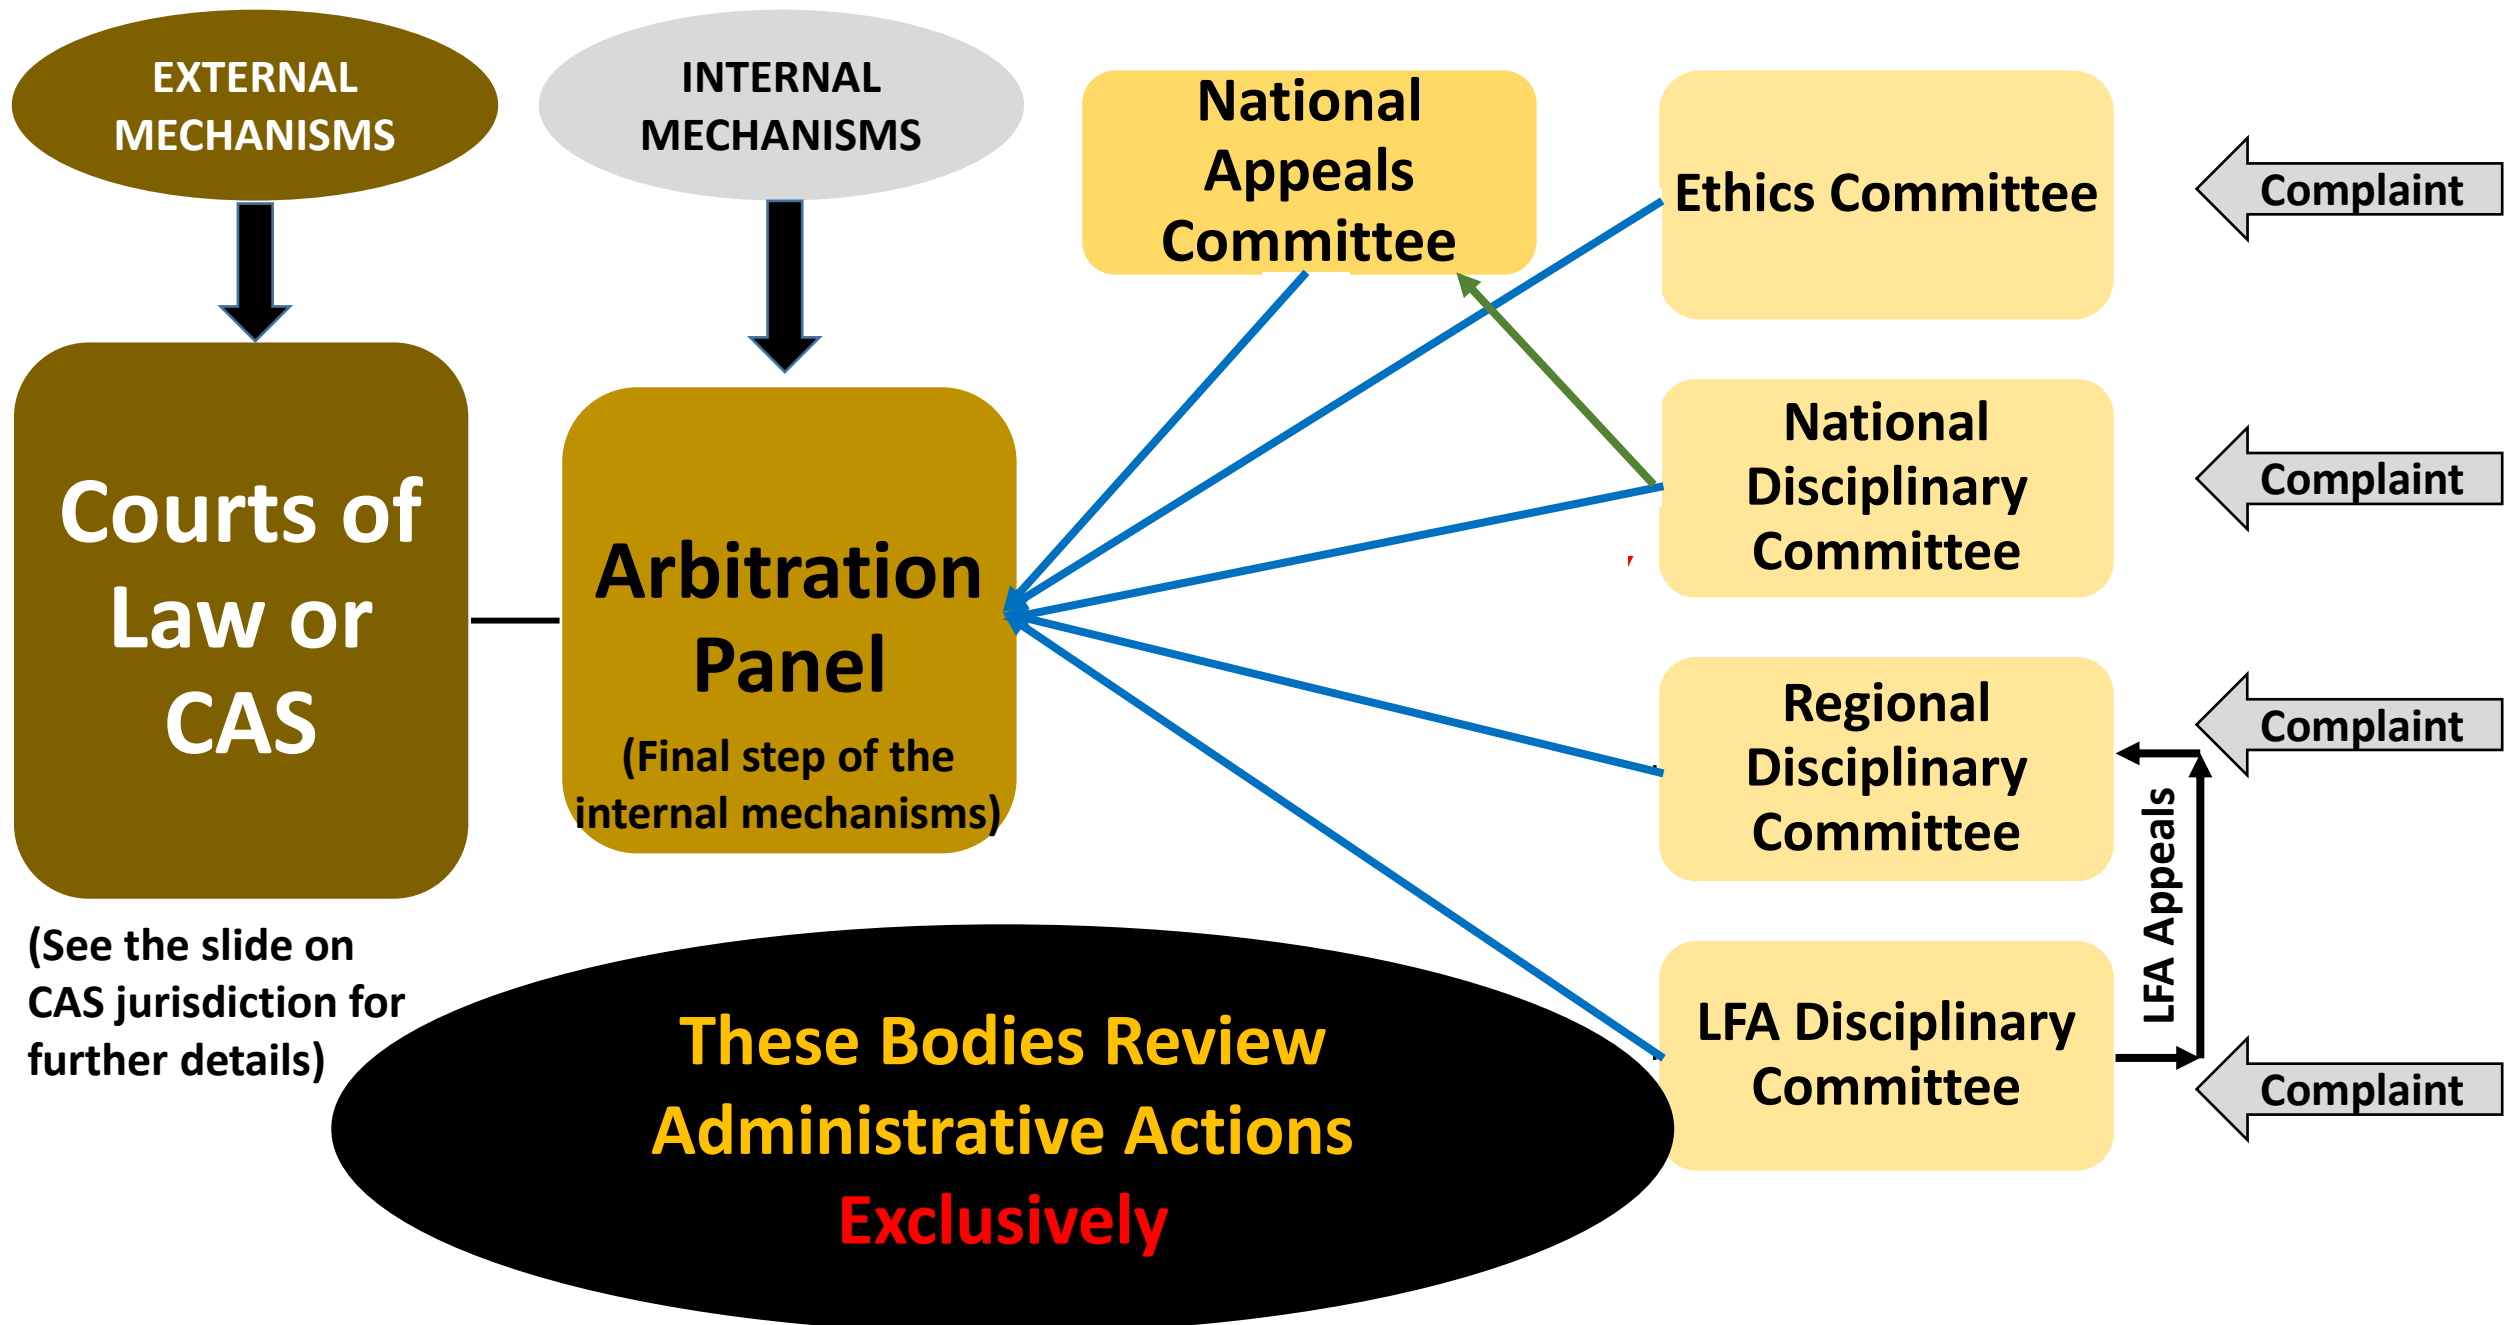 EXTERNAL
MECHANISMS
INTERNAL
MECHANISMS
National
Appeals
Committee
Ethics Committee
Complaint
Courts of
Law or
CAS
Arbitration
Panel
(Final step of the
internal mechanisms)
National
Disciplinary
Committee
Complaint
Regional
Disciplinary
Committee
Complaint
LFA Appeals
(See the slide on
CAS jurisdiction for
further details)
These Bodies Review
Administrative Actions
Exclusively
LFA Disciplinary
Committee
Complaint